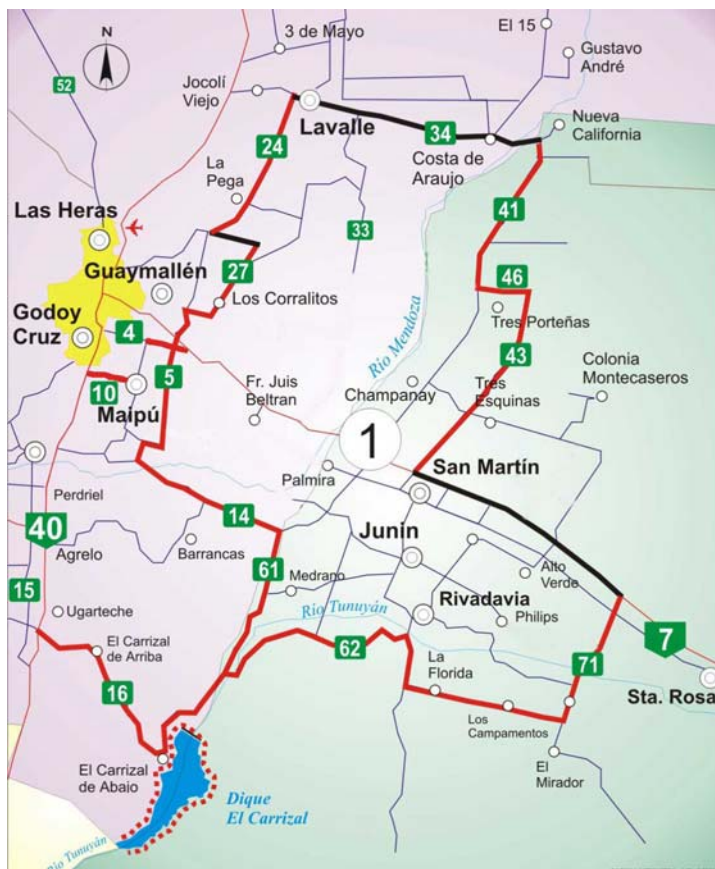 3 de Mayo
El 15
N
Gustavo
André
52
Jocolí
Viejo
Lavalle
34
Nueva
California
24
Costa de
Araujo
La
Pega
41
Las Heras
33
Guaymallén
27
46
Los Corralitos
Río Mendoza
Tres Porteñas
Godoy
Cruz
4
43
5
Colonia
Montecaseros
10
Fr. Juis
Beltran
Champanay
Tres
Esquinas
Maipú
1
San Martín
Palmira
Perdriel
14
40
Junin
Agrelo
Barrancas
61
Alto
Verde
15
Medrano
Rivadavia
Ugarteche
Río Tunuyán
Philips
7
El Carrizal
de Arriba
62
La
Florida
71
16
Sta. Rosa
Los
Campamentos
El Carrizal
de Abaio
El
Mirador
Dique
El Carrizal
Río Tunuyán